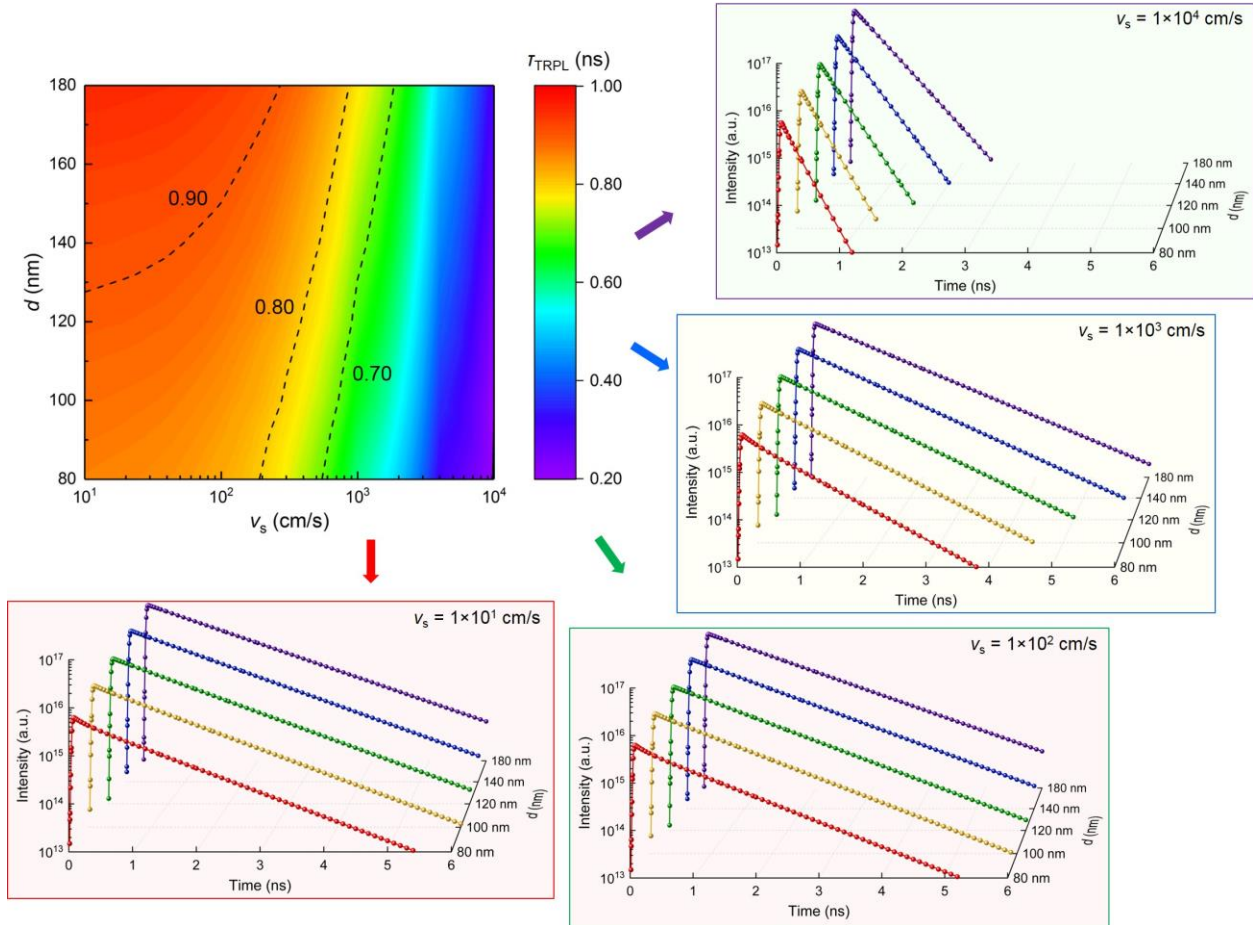 τTRPL (ns)
180
160
140
120
100
80
d (nm)
0.90
0.80
0.70
10¹
10²
10³
10⁴
vs (cm/s)
1.00
0.80
0.60
0.40
0.20
vs = 1×10⁴ cm/s
10¹⁷
10¹⁶
10¹⁵
10¹⁴
10¹³
Intensity (a.u.)
0 1 2 3 4 5 6
Time (ns)
180 nm
140 nm
120 nm
100 nm
80 nm
d (nm)
vs = 1×10³ cm/s
10¹⁷
10¹⁶
10¹⁵
10¹⁴
10¹³
Intensity (a.u.)
0 1 2 3 4 5 6
Time (ns)
180 nm
140 nm
120 nm
100 nm
80 nm
d (nm)
vs = 1×10¹ cm/s
10¹⁷
10¹⁶
10¹⁵
10¹⁴
10¹³
Intensity (a.u.)
0 1 2 3 4 5 6
Time (ns)
180 nm
140 nm
120 nm
100 nm
80 nm
d (nm)
vs = 1×10² cm/s
10¹⁷
10¹⁶
10¹⁵
10¹⁴
10¹³
Intensity (a.u.)
0 1 2 3 4 5 6
Time (ns)
180 nm
140 nm
120 nm
100 nm
80 nm
d (nm)